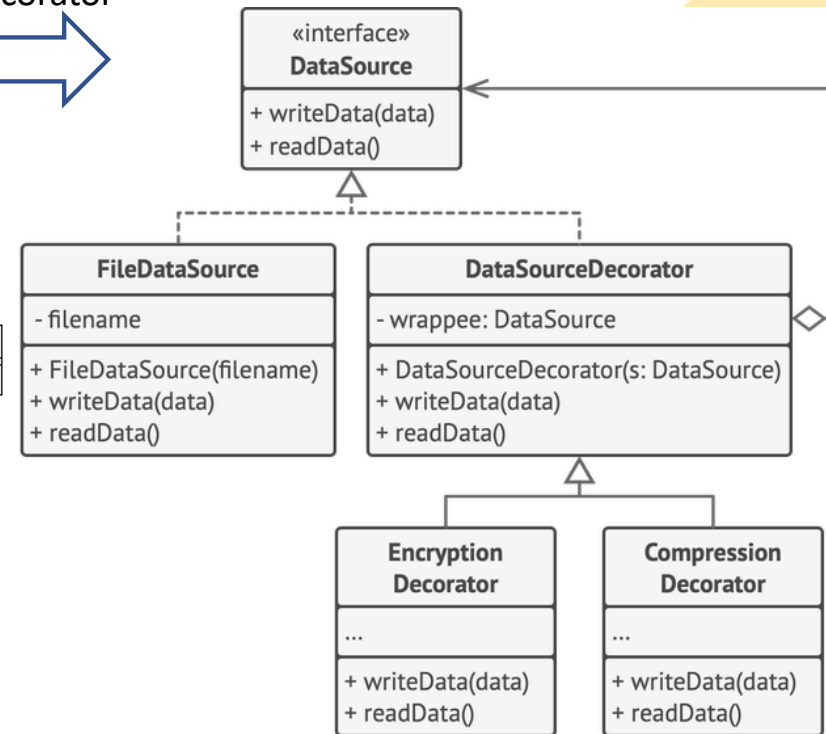 «interface»
DataSource
+ writeData(data)
+ readData()
FileDataSource
- filename
+ FileDataSource(filename)
+ writeData(data)
+ readData()
DataSourceDecorator
- wrappee: DataSource
+ DataSourceDecorator(s: DataSource)
+ writeData(data)
+ readData()
Encryption
Decorator
...
+ writeData(data)
+ readData()
Compression
Decorator
...
+ writeData(data)
+ readData()